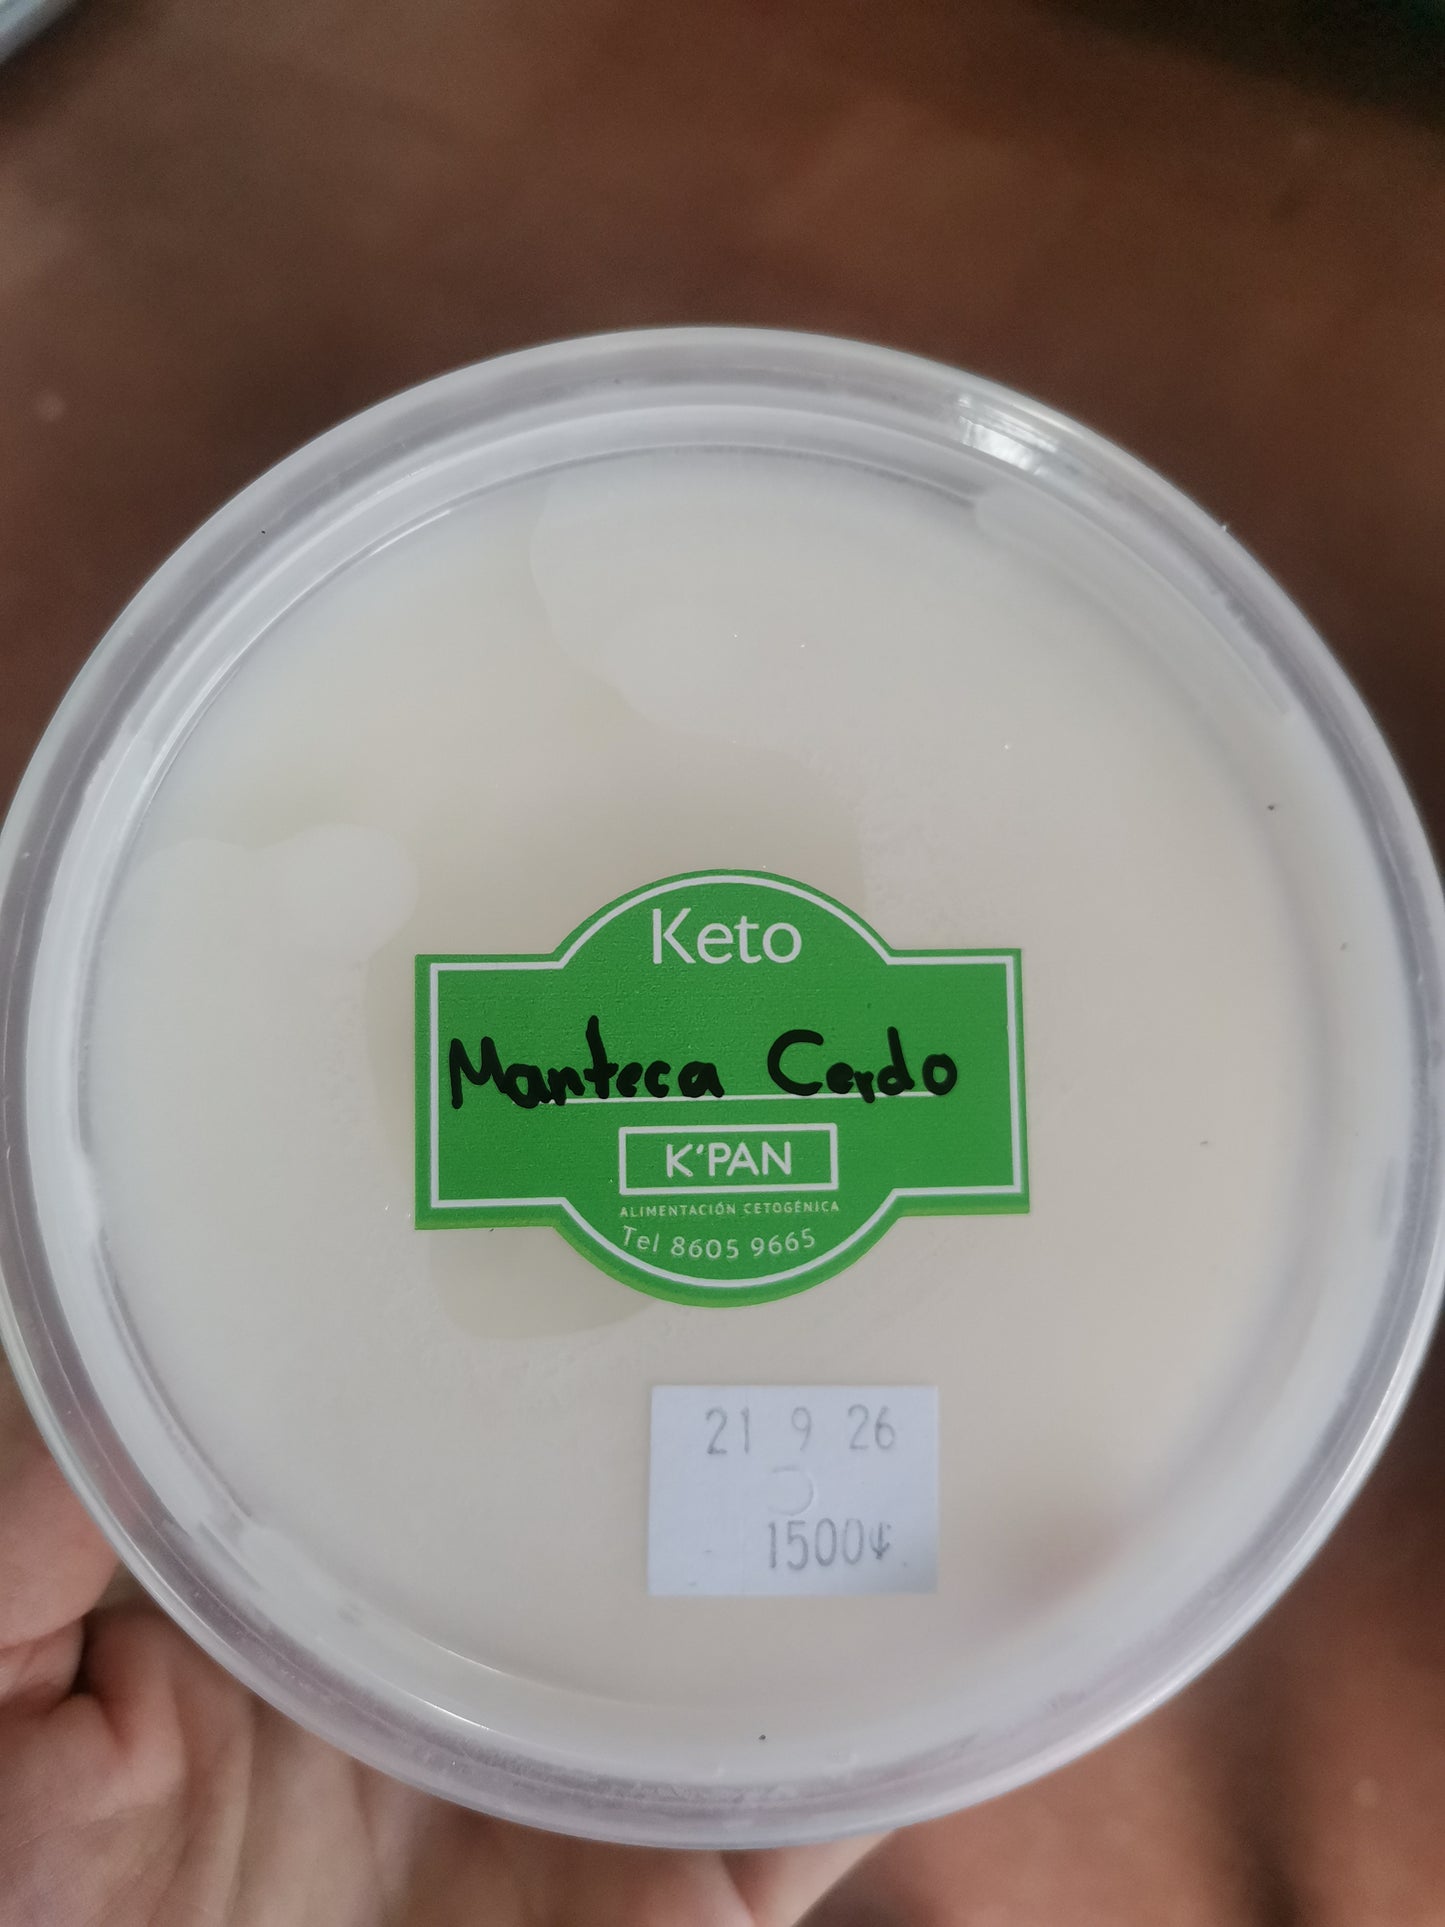 Keto
Manteca Cerdo
K'PAN
ALIMENTACIÓN CETOGÉNICA
Tel 8605 9665
21 9 26
1500¢